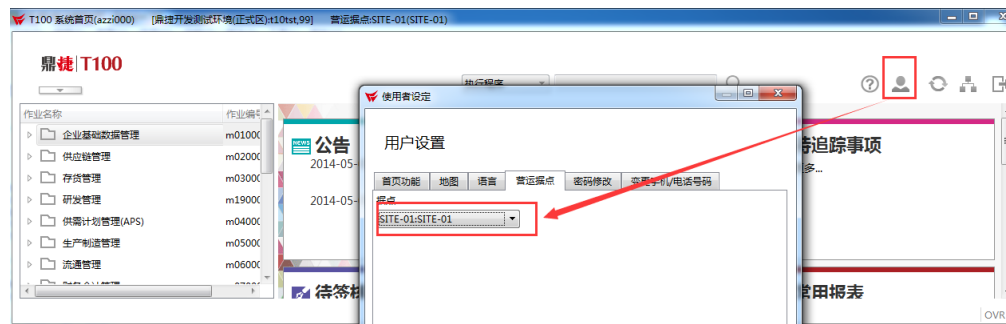 T100 系统首页(azzi000) [鼎捷开发测试环境(正式区):t10tst,99] 营运据点:SITE-01(SITE-01)
鼎捷 T100
执行程序
作业名称 作业编号
企业基础数据管理 m01000
供应链管理 m02000
存货管理 m03000
研发管理 m19000
供需计划管理(APS) m04000
生产制造管理 m05000
流通管理 m06000
NEWS 公告
2014-05-
2014-05-
待签核
使用者设定
用户设置
首页功能 地图 语言 营运据点 密码修改 变更手机/电话号码
据点
SITE-01:SITE-01
待追踪事项
多...
常用报表
OVR